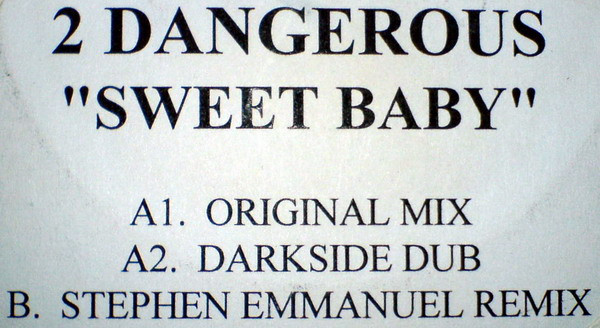 2 DANGEROUS
"SWEET BABY"
A1. ORIGINAL MIX
A2. DARKSIDE DUB
B. STEPHEN EMMANUEL REMIX